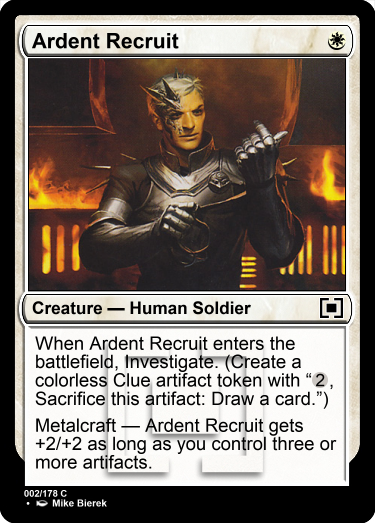 Ardent Recruit
Creature — Human Soldier
When Ardent Recruit enters the
battlefield, Investigate. (Create a
colorless Clue artifact token with “2,
Sacrifice this artifact: Draw a card.”)
Metalcraft — Ardent Recruit gets
+2/+2 as long as you control three or
more artifacts.
002/178 C
• Mike Bierek